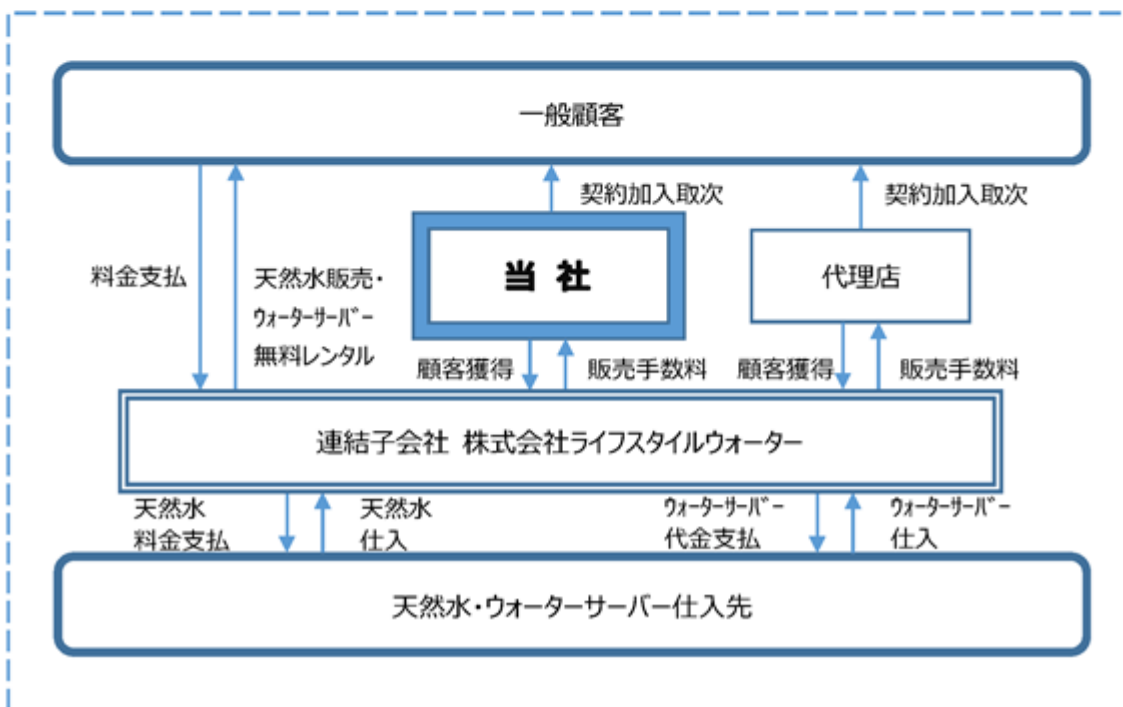 一般顧客
契約加入取次
契約加入取次
当 社
代理店
料金支払
天然水販売・
ｳｫｰﾀｰｻｰﾊﾞｰ
無料レンタル
顧客獲得
販売手数料
顧客獲得
販売手数料
連結子会社 株式会社ライフスタイルウォーター
天然水
料金支払
天然水
仕入
ｳｫｰﾀｰｻｰﾊﾞｰ
代金支払
ｳｫｰﾀｰｻｰﾊﾞｰ
仕入
天然水・ウォーターサーバー仕入先